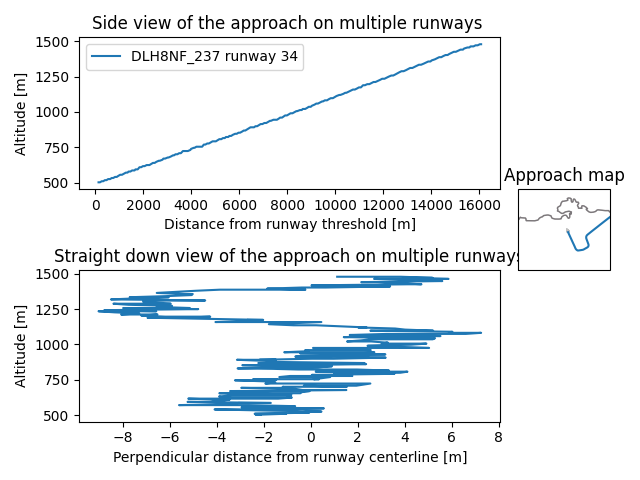 Side view of the approach on multiple runways
1500
1250
1000
750
500
Altitude [m]
DLH8NF_237 runway 34
0 2000 4000 6000 8000 10000 12000 14000 16000
Distance from runway threshold [m]
Approach map
Straight down view of the approach on multiple runways
1500
1250
1000
750
500
Altitude [m]
−8 −6 −4 −2 0 2 4 6 8
Perpendicular distance from runway centerline [m]